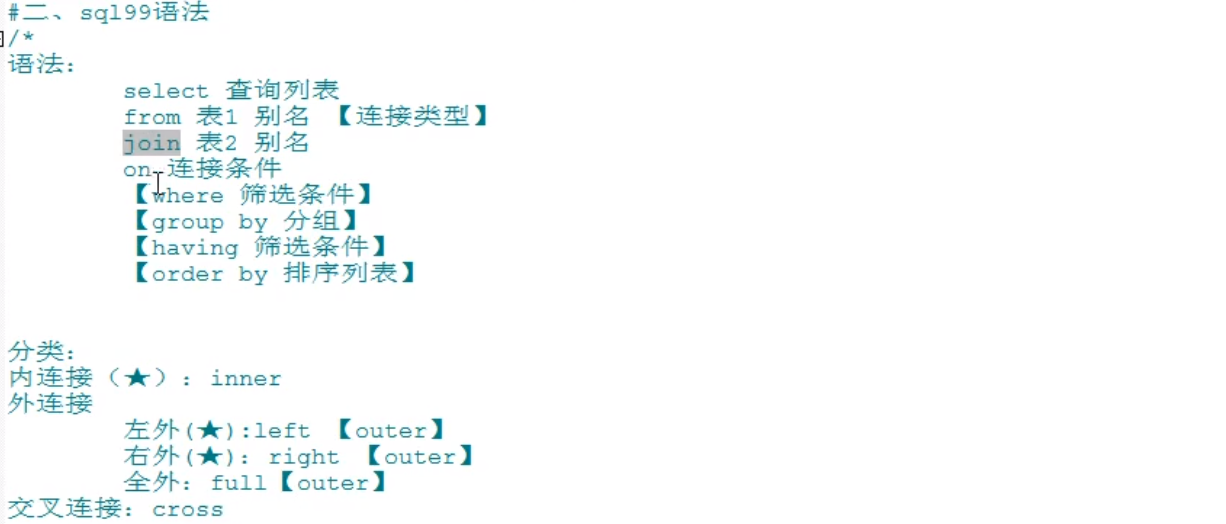 #二、sql99语法
/*
语法：
select 查询列表
from 表1 别名 【连接类型】
join 表2 别名
on 连接条件
【where 筛选条件】
【group by 分组】
【having 筛选条件】
【order by 排序列表】
分类：
内连接（★）: inner
外连接
左外(★):left 【outer】
右外(★): right 【outer】
全外: full【outer】
交叉连接: cross